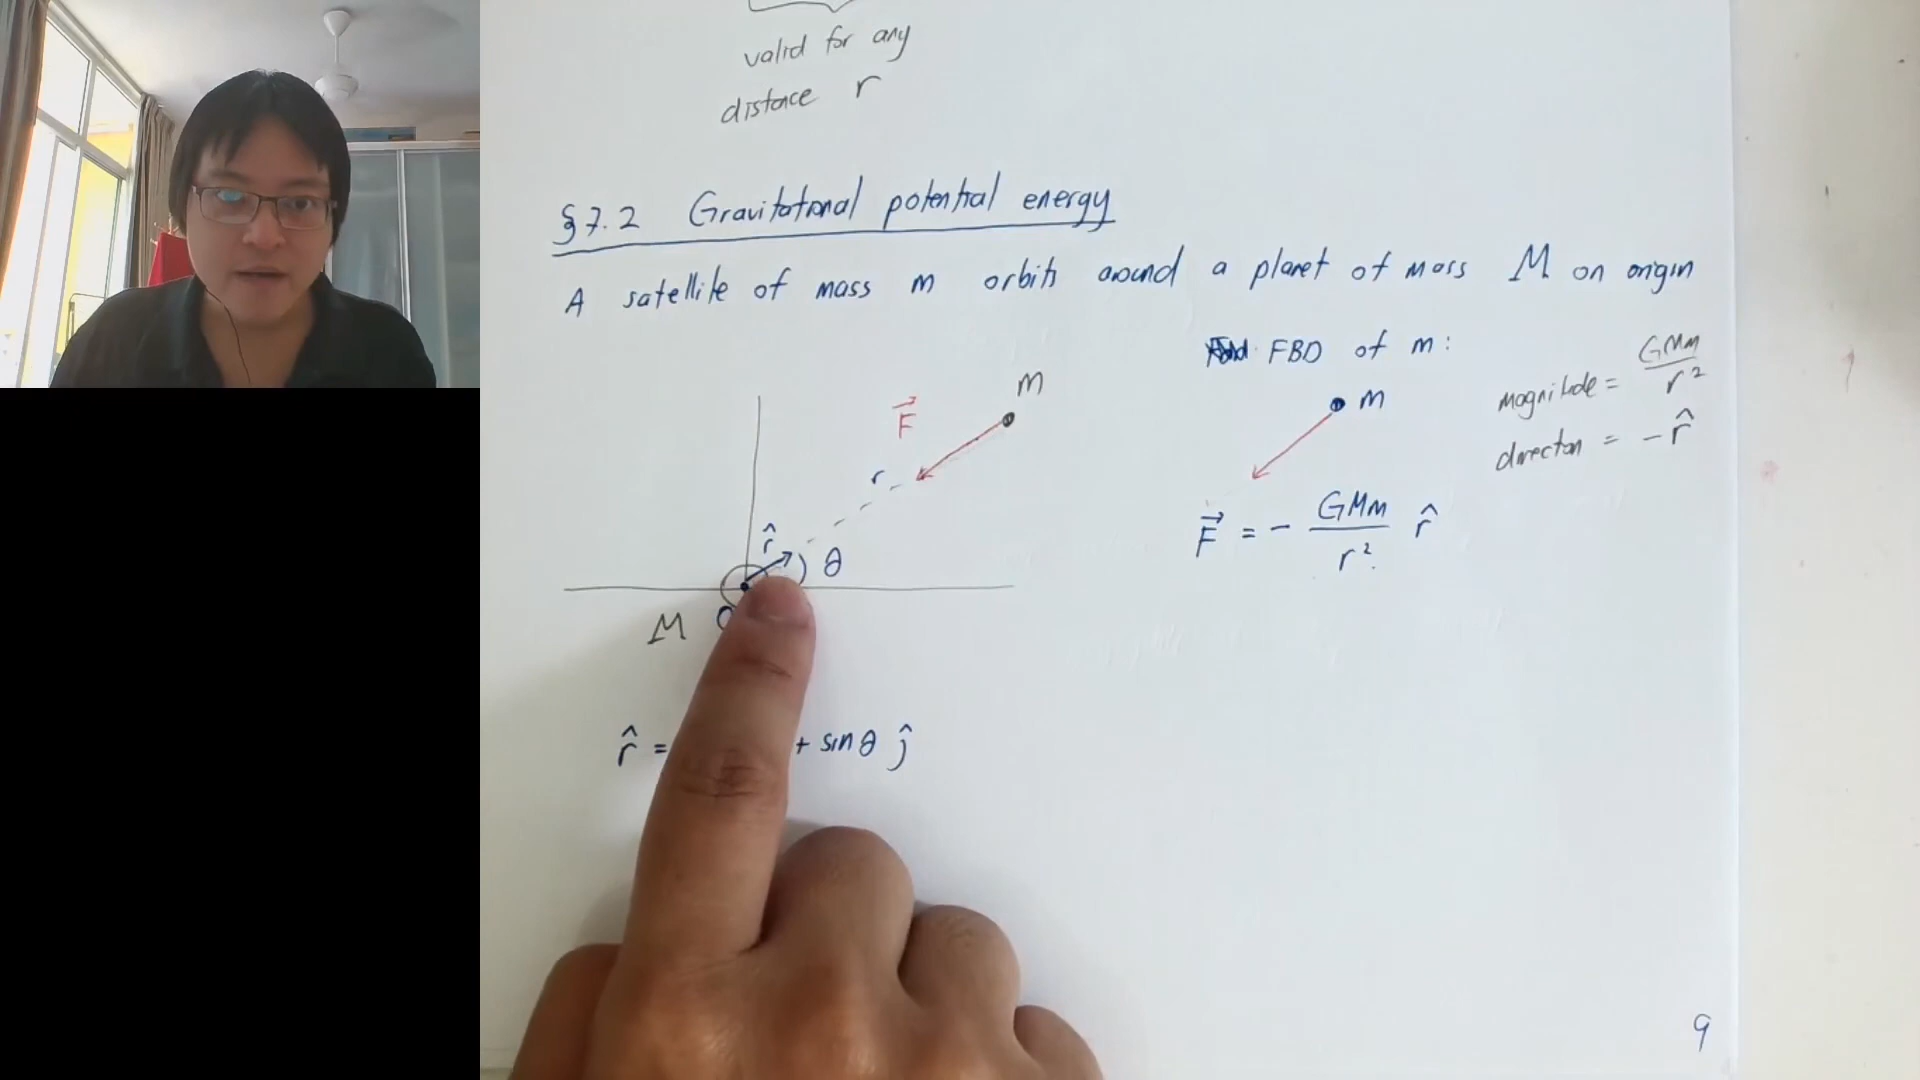 valid for any
distance r
§7.2 Gravitational potential energy
A satellite of mass m orbits around a planet of mass M on origin
FBD of m:
magnitude = GMm / r²
direction = - r̂
m
F⃗
r
r̂
θ
M
O
m
F⃗ = - GMm / r² r̂
r̂ = + sin θ ĵ
9